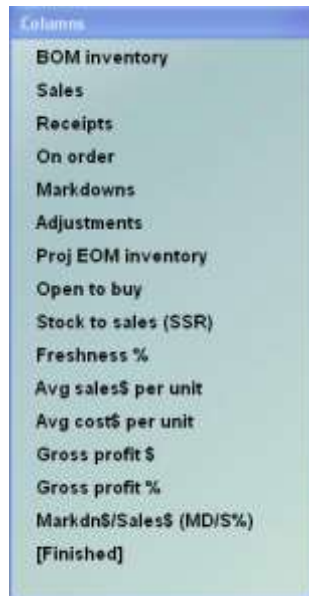 Columns
BOM inventory
Sales
Receipts
On order
Markdowns
Adjustments
Proj EOM inventory
Open to buy
Stock to sales (SSR)
Freshness %
Avg sales$ per unit
Avg cost$ per unit
Gross profit $
Gross profit %
Markdn$/Sales$ (MD/S%)
[Finished]